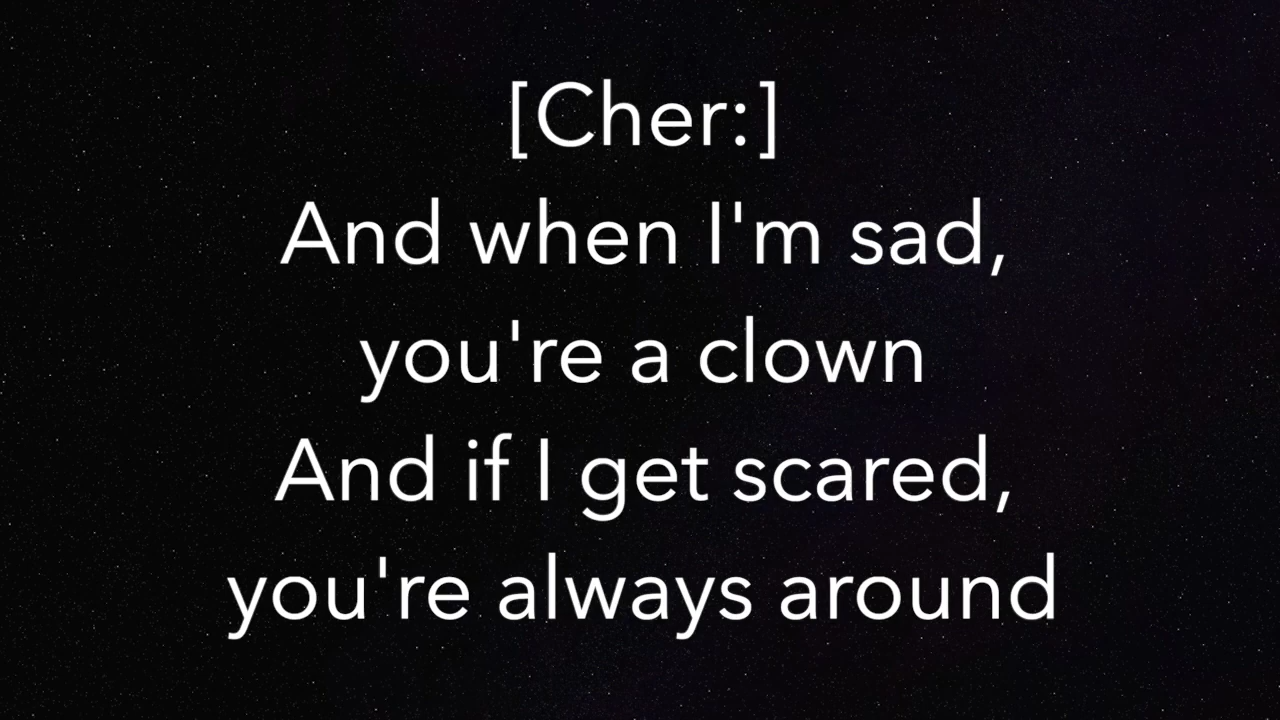 [Cher:]
And when I'm sad,
you're a clown
And if I get scared,
you're always around